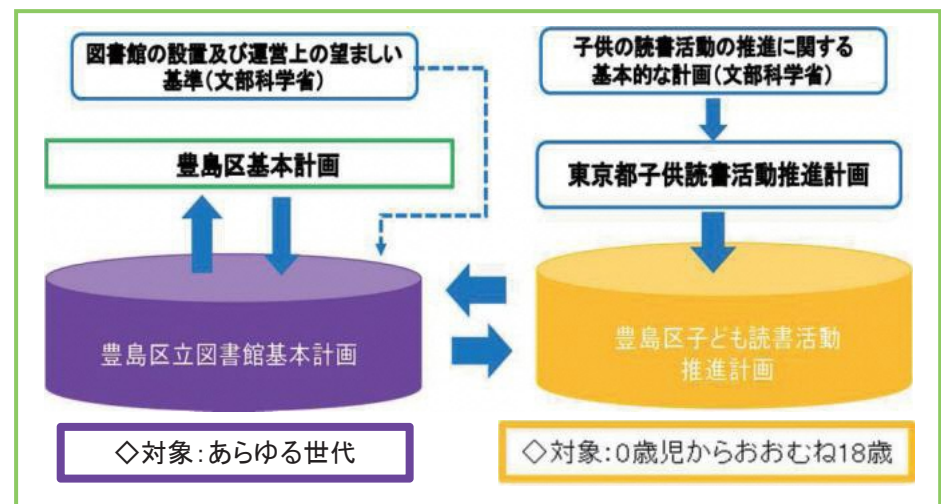 図書館の設置及び運営上の望ましい
基準(文部科学省)
子供の読書活動の推進に関する
基本的な計画(文部科学省)
豊島区基本計画
東京都子供読書活動推進計画
豊島区立図書館基本計画
豊島区子ども読書活動
推進計画
◇対象:あらゆる世代
◇対象:0歳児からおおむね18歳